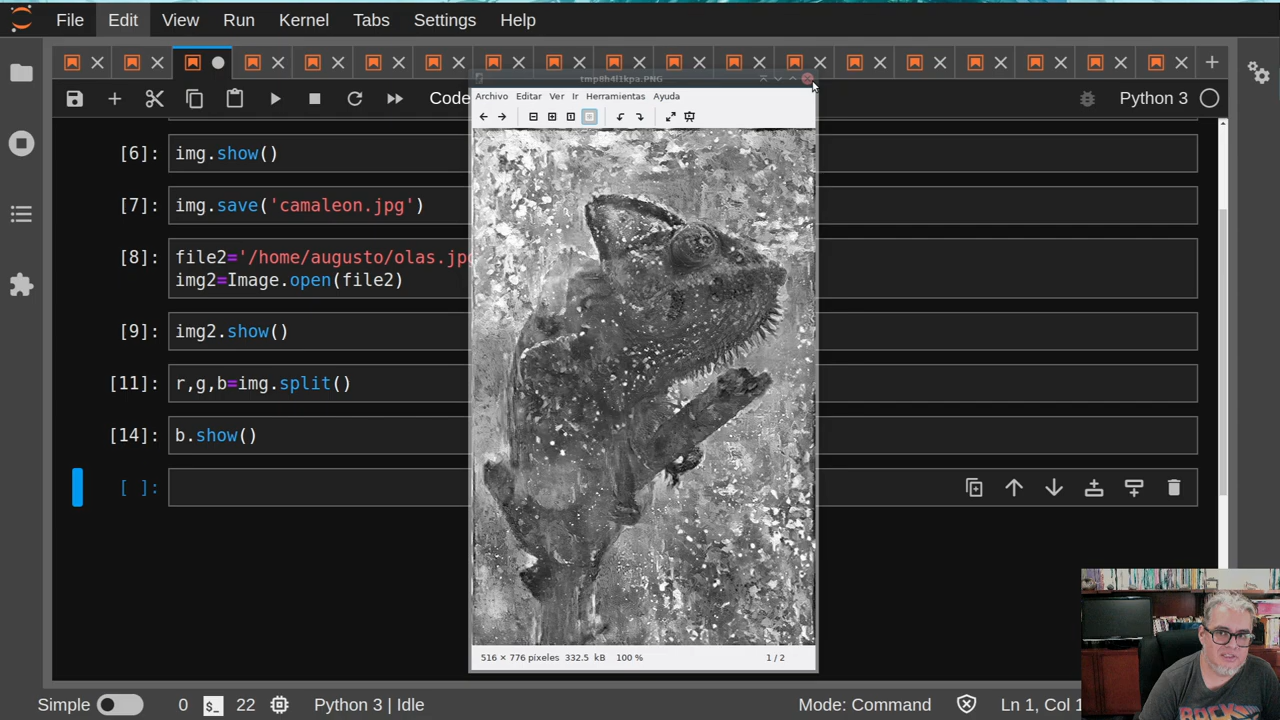 File Edit View Run Kernel Tabs Settings Help
tmp8h4l1kpa.PNG
Archivo Editar Ver Ir Herramientas Ayuda
Code
Python 3
[6]: img.show()
[7]: img.save('camaleon.jpg')
[8]: file2='/home/augusto/olas.jpg
img2=Image.open(file2)
[9]: img2.show()
[11]: r,g,b=img.split()
[14]: b.show()
[ ]:
516 × 776 píxeles 332.5 kB 100 % 1 / 2
Simple 0 $_ 22 Python 3 | Idle Mode: Command Ln 1, Col 1